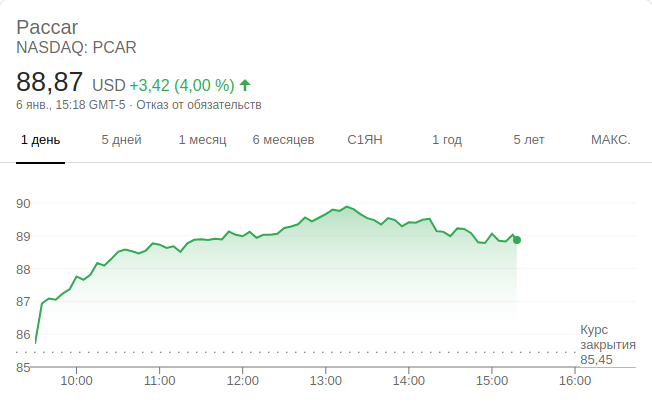 Paccar
NASDAQ: PCAR
88,87 USD +3,42 (4,00 %)
6 янв., 15:18 GMT-5 · Отказ от обязательств
1 день 5 дней 1 месяц 6 месяцев С1ЯН 1 год 5 лет МАКС.
90
89
88
87
86
85
Курс
закрытия
85,45
10:00 11:00 12:00 13:00 14:00 15:00 16:00